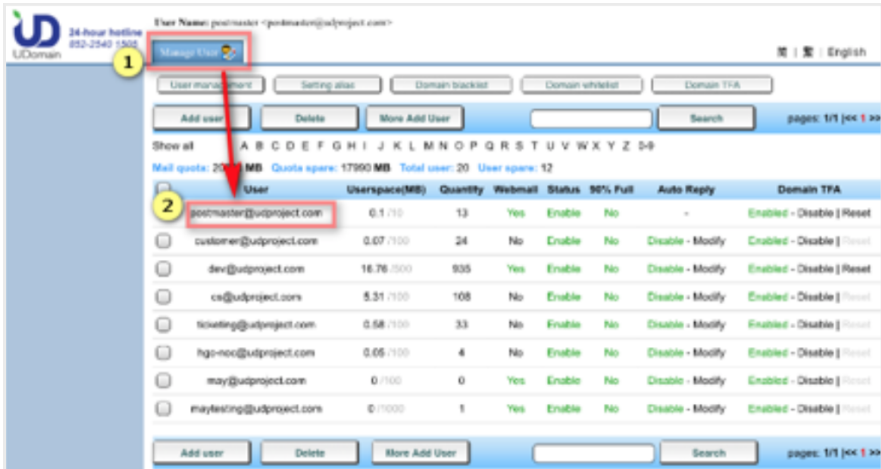 User Name: postmaster <postmaster@udproject.com>
UDomain
24-hour hotline
852-2540 1568
1
Manage User
简 | 繁 | English
User management
Setting alias
Domain blacklist
Domain whitelist
Domain TFA
Add user Delete More Add User Search pages: 1/1 |<< 1 >>
Show all A B C D E F G H I J K L M N O P Q R S T U V W X Y Z 0-9
Mail quota: MB Quota spare: 17990 MB Total user: 20 User spare: 12
User Userspace(MB) Quantity Webmail Status 90% Full Auto Reply Domain TFA
2
postmaster@udproject.com 0.1 /10 13 Yes Enable No - Enabled - Disable || Reset
customer@udproject.com 0.07 /100 24 No Enable No Disable - Modify Enabled - Disable || Reset
dev@udproject.com 16.76 /500 935 Yes Enable No Disable - Modify Enabled - Disable || Reset
cs@udproject.com 5.31 /100 108 No Enable No Disable - Modify Enabled - Disable || Reset
ticketing@udproject.com 0.58 /100 33 No Enable No Disable - Modify Enabled - Disable || Reset
hgc-noc@udproject.com 0.05 /100 4 No Enable No Disable - Modify Enabled - Disable || Reset
may@udproject.com 0 /100 0 Yes Enable No Disable - Modify Enabled - Disable || Reset
maytesting@udproject.com 0 /1000 1 Yes Enable No Disable - Modify Enabled - Disable || Reset
Add user Delete More Add User Search pages: 1/1 |<< 1 >>